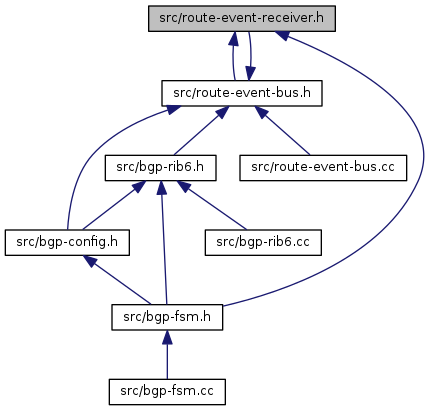 src/route-event-receiver.h
src/route-event-bus.h
src/bgp-rib6.h
src/route-event-bus.cc
src/bgp-config.h
src/bgp-rib6.cc
src/bgp-fsm.h
src/bgp-fsm.cc